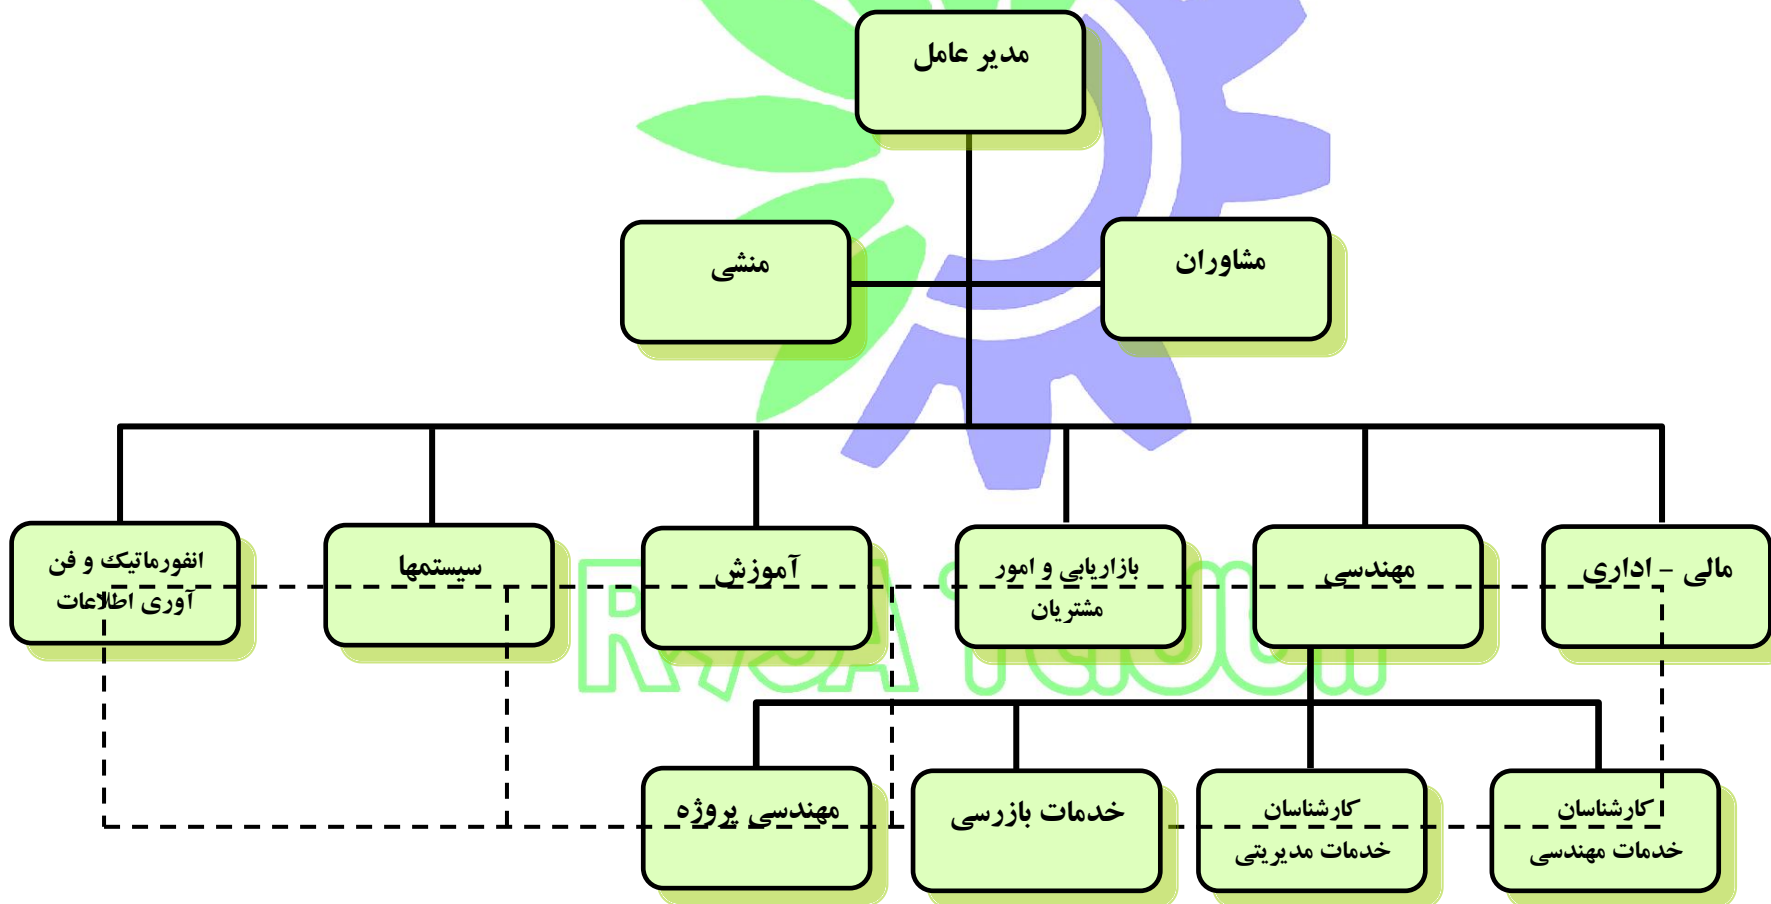 مدیر عامل
مشاوران
منشی
مالی - اداری
مهندسی
بازاریابی و امور
مشتریان
آموزش
سیستمها
انفورماتیک و فن
آوری اطلاعات
کارشناسان
خدمات مهندسی
کارشناسان
خدمات مدیریتی
خدمات بازرسی
مهندسی پروژه